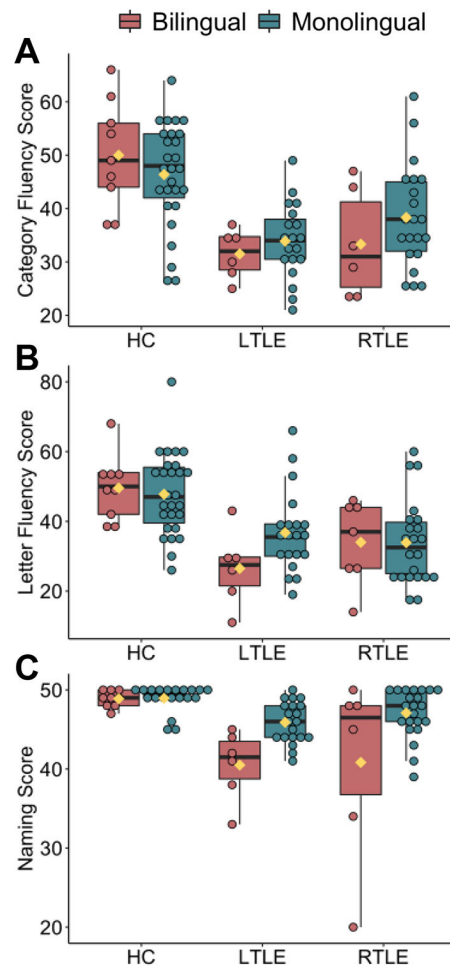 Bilingual Monolingual
A
Category Fluency Score
60
50
40
30
20
HC LTLE RTLE
B
Letter Fluency Score
80
60
40
20
HC LTLE RTLE
C
Naming Score
50
40
30
20
HC LTLE RTLE